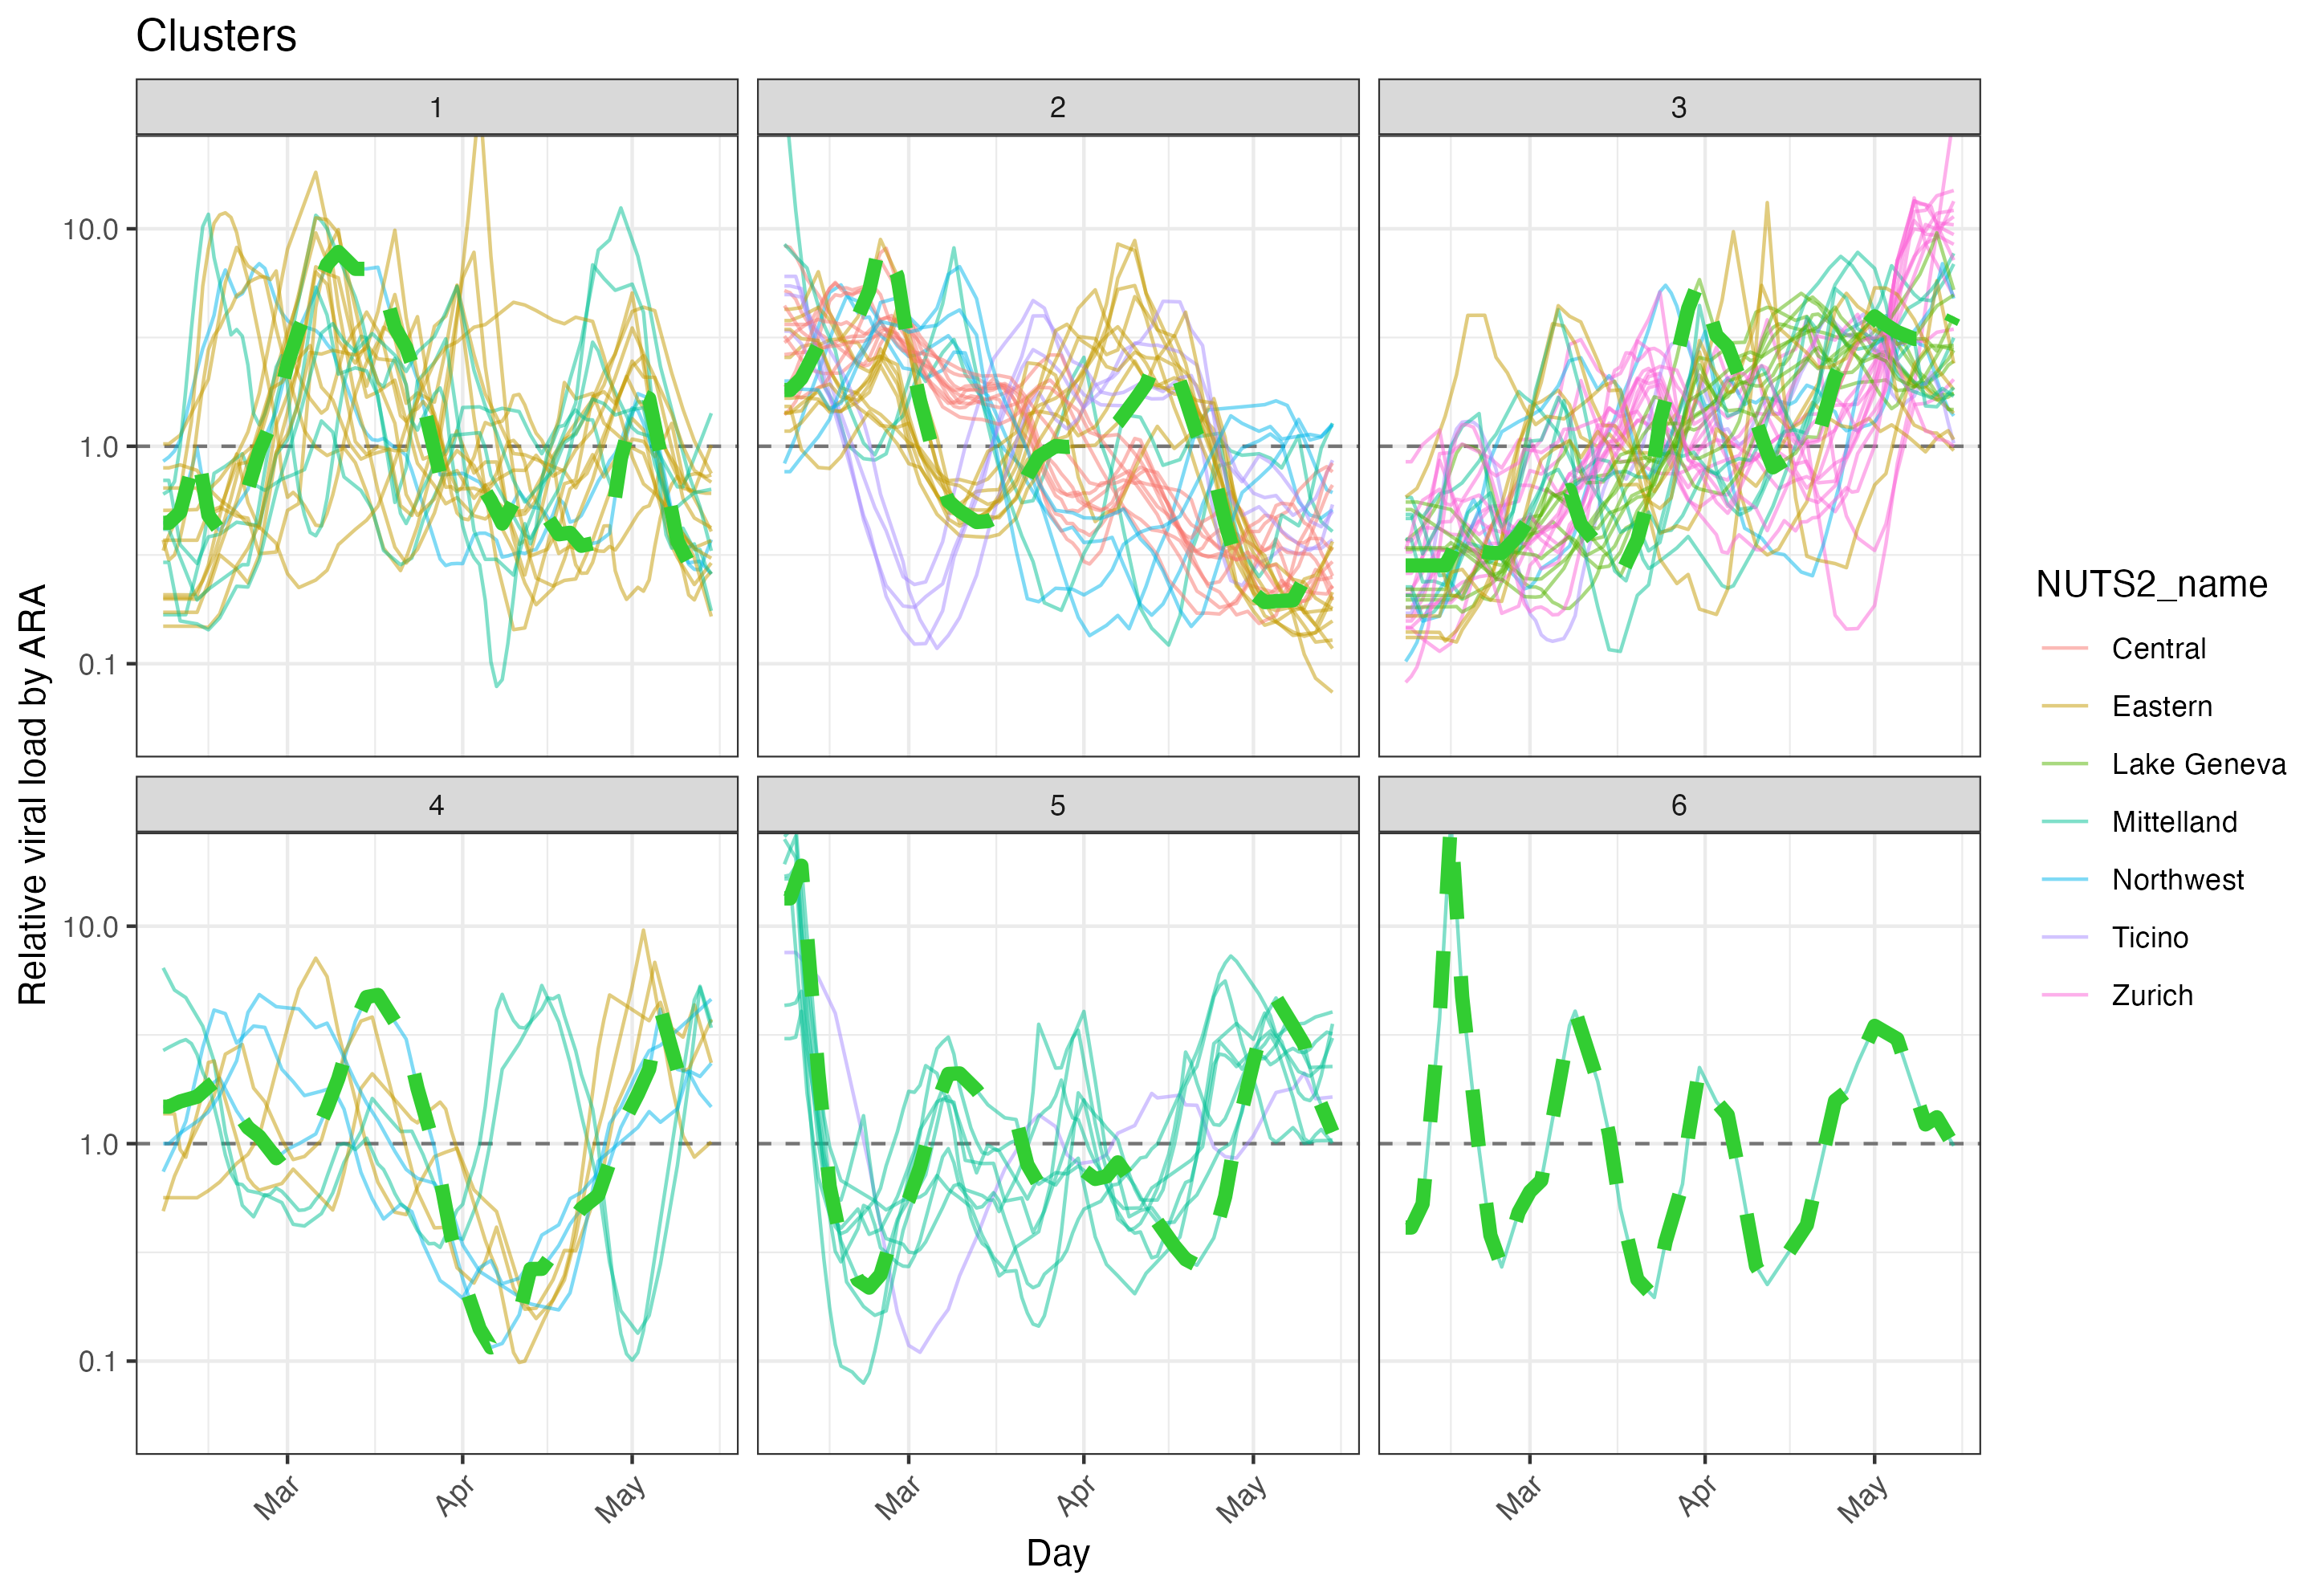 Clusters
1
2
3
10.0
1.0
0.1
4
5
6
10.0
1.0
0.1
Mar
Apr
May
Mar
Apr
May
Mar
Apr
May
Day
Relative viral load by ARA
NUTS2_name
Central
Eastern
Lake Geneva
Mittelland
Northwest
Ticino
Zurich